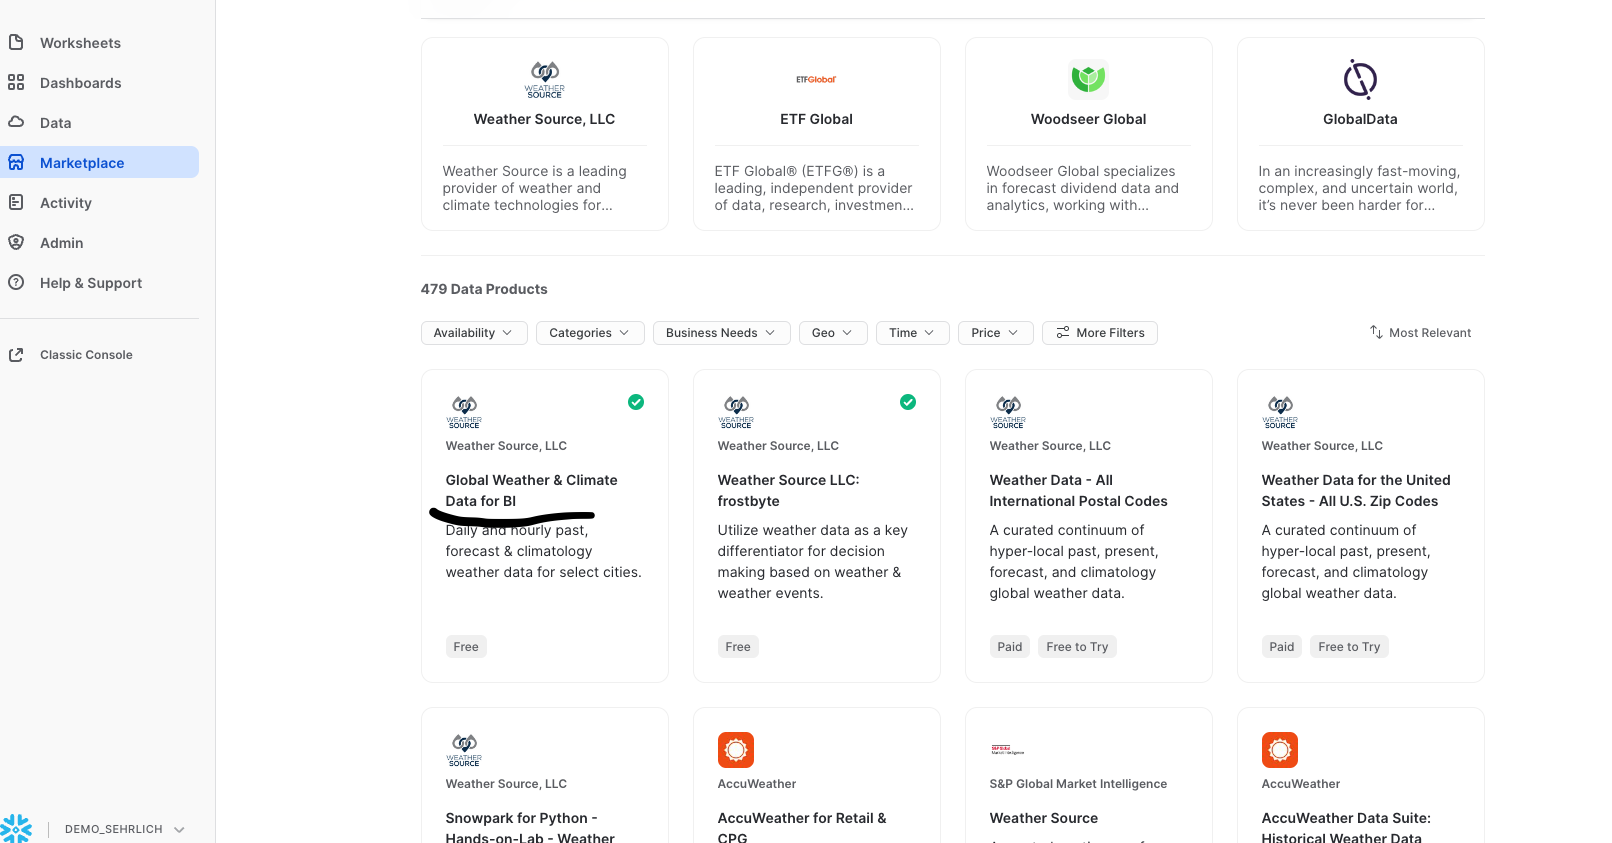 Worksheets
Dashboards
Data
Marketplace
Activity
Admin
Help & Support
Classic Console
DEMO_SEHRLICH
WEATHER
SOURCE
Weather Source, LLC
Weather Source is a leading
provider of weather and
climate technologies for...
ETFGlobal
ETF Global
ETF Global® (ETFG®) is a
leading, independent provider
of data, research, investmen...
Woodseer Global
Woodseer Global specializes
in forecast dividend data and
analytics, working with...
GlobalData
In an increasingly fast-moving,
complex, and uncertain world,
it’s never been harder for...
479 Data Products
Availability
Categories
Business Needs
Geo
Time
Price
More Filters
Most Relevant
WEATHER
SOURCE
Weather Source, LLC
Global Weather & Climate
Data for BI
Daily and hourly past,
forecast & climatology
weather data for select cities.
Free
WEATHER
SOURCE
Weather Source, LLC
Weather Source LLC:
frostbyte
Utilize weather data as a key
differentiator for decision
making based on weather &
weather events.
Free
WEATHER
SOURCE
Weather Source, LLC
Weather Data - All
International Postal Codes
A curated continuum of
hyper-local past, present,
forecast, and climatology
global weather data.
Paid Free to Try
WEATHER
SOURCE
Weather Source, LLC
Weather Data for the United
States - All U.S. Zip Codes
A curated continuum of
hyper-local past, present,
forecast, and climatology
global weather data.
Paid Free to Try
WEATHER
SOURCE
Weather Source, LLC
Snowpark for Python -
Hands-on-Lab - Weather
AccuWeather
AccuWeather for Retail &
CPG
S&P Global
Market Intelligence
S&P Global Market Intelligence
Weather Source
AccuWeather
AccuWeather Data Suite:
Historical Weather Data